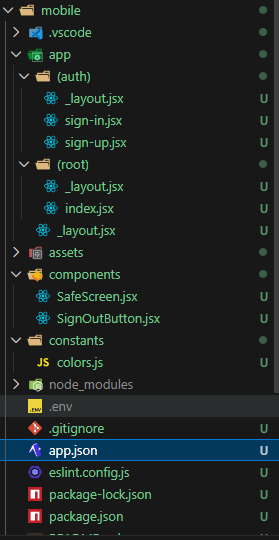 mobile
.vscode
app
(auth)
_layout.jsx U
sign-in.jsx U
sign-up.jsx U
(root)
_layout.jsx U
index.jsx U
_layout.jsx U
assets
components
SafeScreen.jsx U
SignOutButton.jsx U
constants
JS colors.js U
node_modules
.ENV .env
.gitignore U
app.json U
eslint.config.js U
package-lock.json U
package.json U